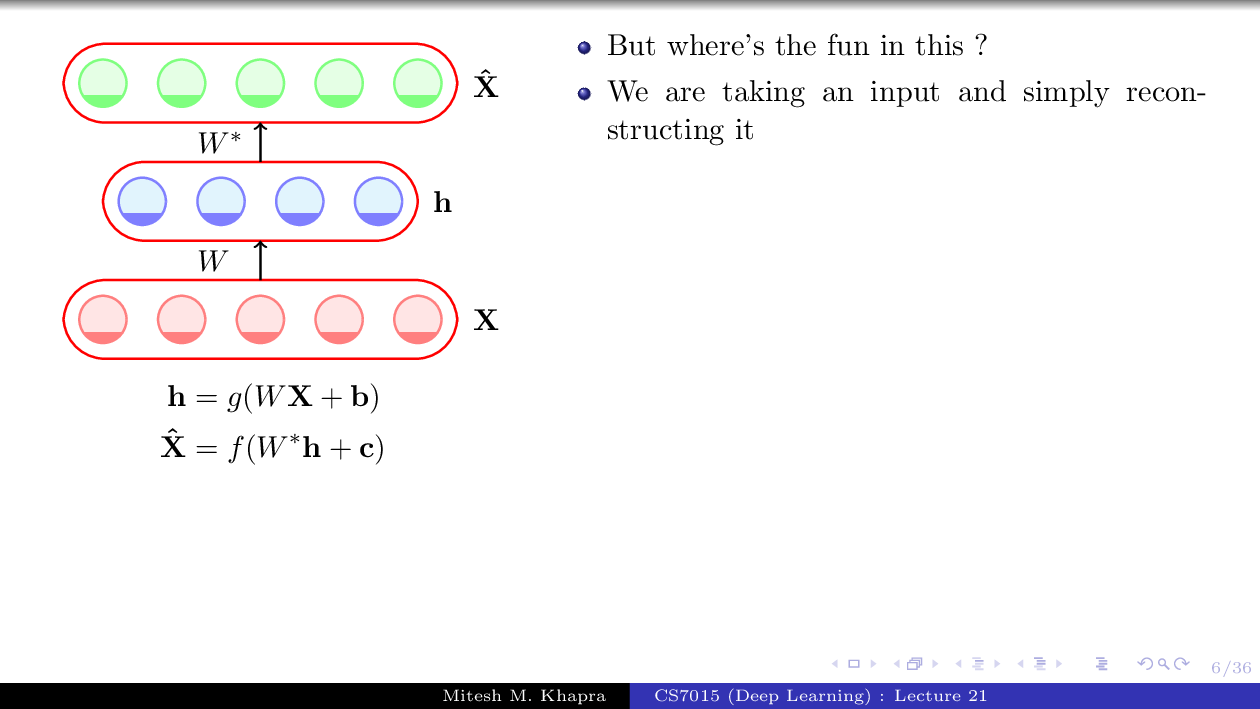 But where's the fun in this ?
We are taking an input and simply recon-
structing it
X̂
W*
h
W
X
h = g(WX + b)
X̂ = f(W*h + c)
6/36
Mitesh M. Khapra
CS7015 (Deep Learning) : Lecture 21